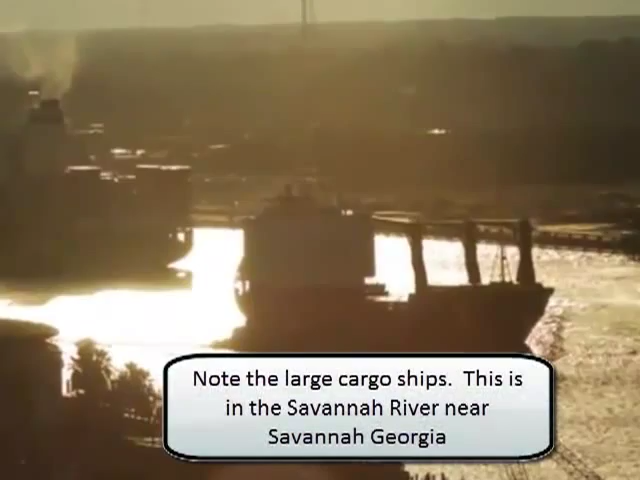 Note the large cargo ships.  This is
in the Savannah River near
Savannah Georgia